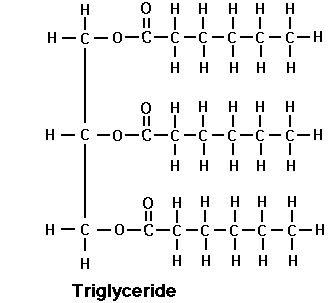 H O H H H H H
H – C – O – C – C – C – C – C – C – H
H H H H H
O H H H H H
H – C – O – C – C – C – C – C – C – H
H H H H H
O H H H H H
H – C – O – C – C – C – C – C – C – H
H H H H H H
Triglyceride